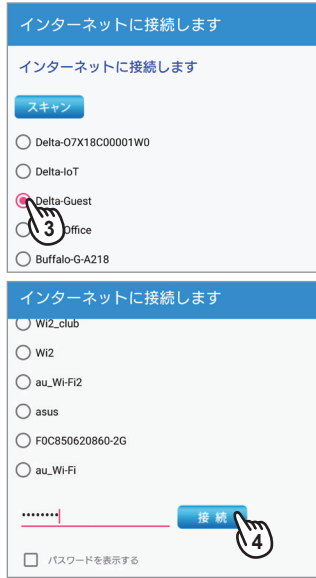 インターネットに接続します
インターネットに接続します
スキャン
Delta-O7X18C00001W0
Delta-IoT
Delta-Guest
3
Office
Buffalo-G-A218
インターネットに接続します
Wi2_club
Wi2
au_Wi-Fi2
asus
F0C850620860-2G
au_Wi-Fi
••••••••
接 続
4
パスワードを表示する